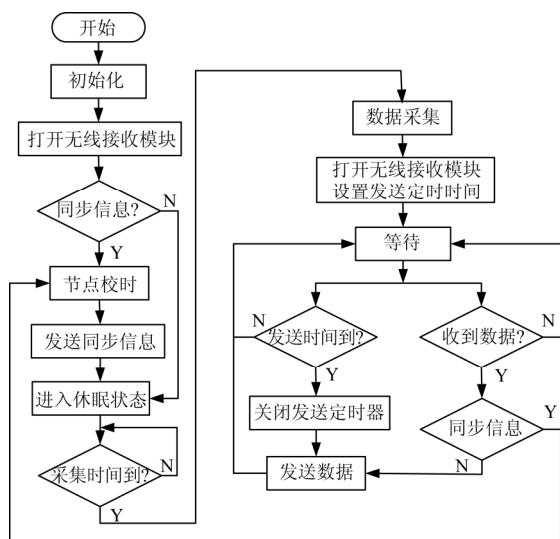 开始
初始化
打开无线接收模块
同步信息?
N
Y
节点校时
发送同步信息
进入休眠状态
采集时间到?
N
Y
数据采集
打开无线接收模块
设置发送定时时间
等待
N
发送时间到?
Y
关闭发送定时器
发送数据
收到数据?
N
Y
同步信息
Y
N